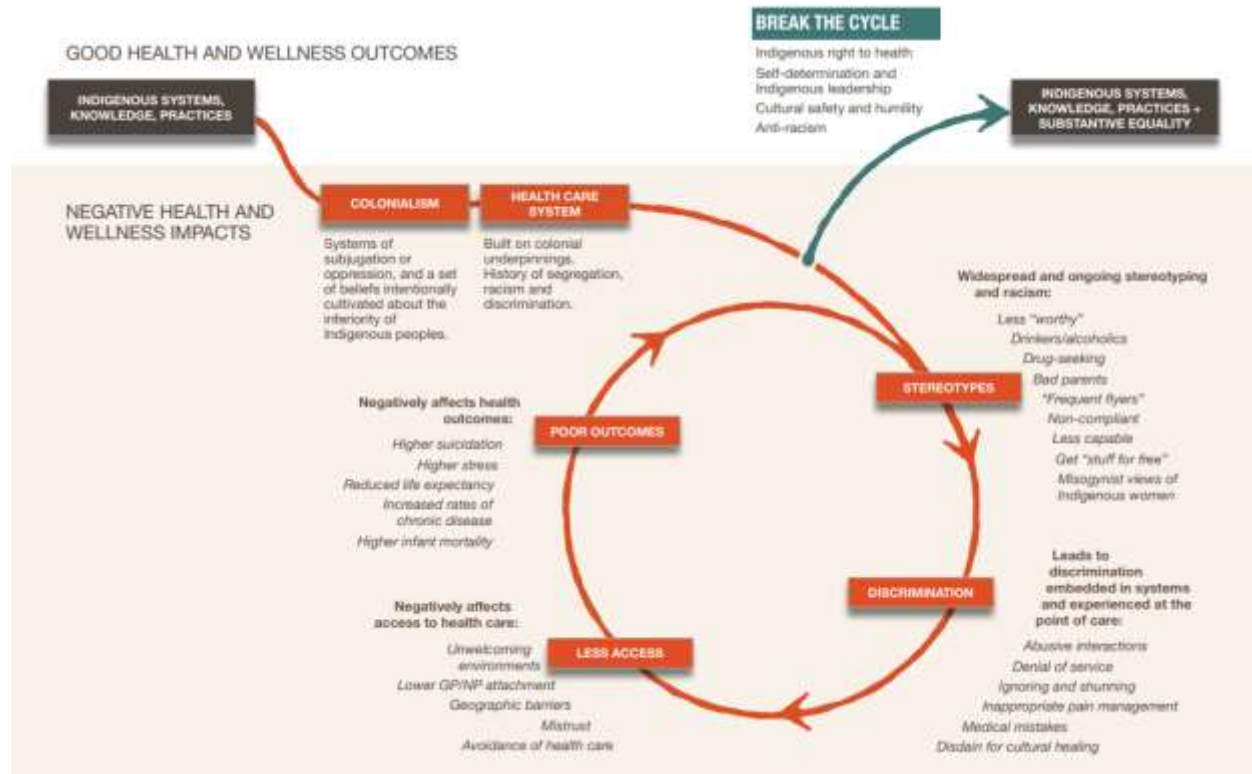 GOOD HEALTH AND WELLNESS OUTCOMES
INDIGENOUS SYSTEMS,
KNOWLEDGE, PRACTICES
BREAK THE CYCLE
Indigenous right to health
Self-determination and
Indigenous leadership
Cultural safety and humility
Anti-racism
INDIGENOUS SYSTEMS,
KNOWLEDGE, PRACTICES +
SUBSTANTIVE EQUALITY
NEGATIVE HEALTH AND
WELLNESS IMPACTS
COLONIALISM
Systems of
subjugation or
oppression, and a set
of beliefs intentionally
cultivated about the
inferiority of
Indigenous peoples.
HEALTH CARE
SYSTEM
Built on colonial
underpinnings.
History of segregation,
racism and
discrimination.
Widespread and ongoing stereotyping
and racism:
Less "worthy"
Drinkers/alcoholics
Drug-seeking
Bad parents
"Frequent flyers"
Non-compliant
Less capable
Get "stuff for free"
Misogynist views of
Indigenous women
STEREOTYPES
DISCRIMINATION
Leads to
discrimination
embedded in systems
and experienced at the
point of care:
Abusive interactions
Denial of service
Ignoring and shunning
Inappropriate pain management
Medical mistakes
Disdain for cultural healing
LESS ACCESS
Negatively affects
access to health care:
Unwelcoming
environments
Lower GP/NP attachment
Geographic barriers
Mistrust
Avoidance of health care
POOR OUTCOMES
Negatively affects health
outcomes:
Higher suicidation
Higher stress
Reduced life expectancy
Increased rates of
chronic disease
Higher infant mortality